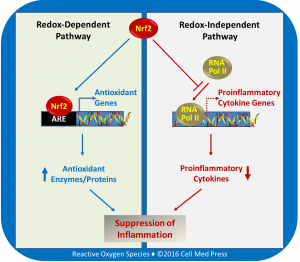 Redox-Dependent
Pathway
Nrf2
Redox-Independent
Pathway
RNA
Pol II
Antioxidant
Genes
Nrf2
ARE
RNA
Pol II
Proinflammatory
Cytokine Genes
Antioxidant
Enzymes/Proteins
Proinflammatory
Cytokines
Suppression of
Inflammation
Reactive Oxygen Species ♦ ©2016 Cell Med Press